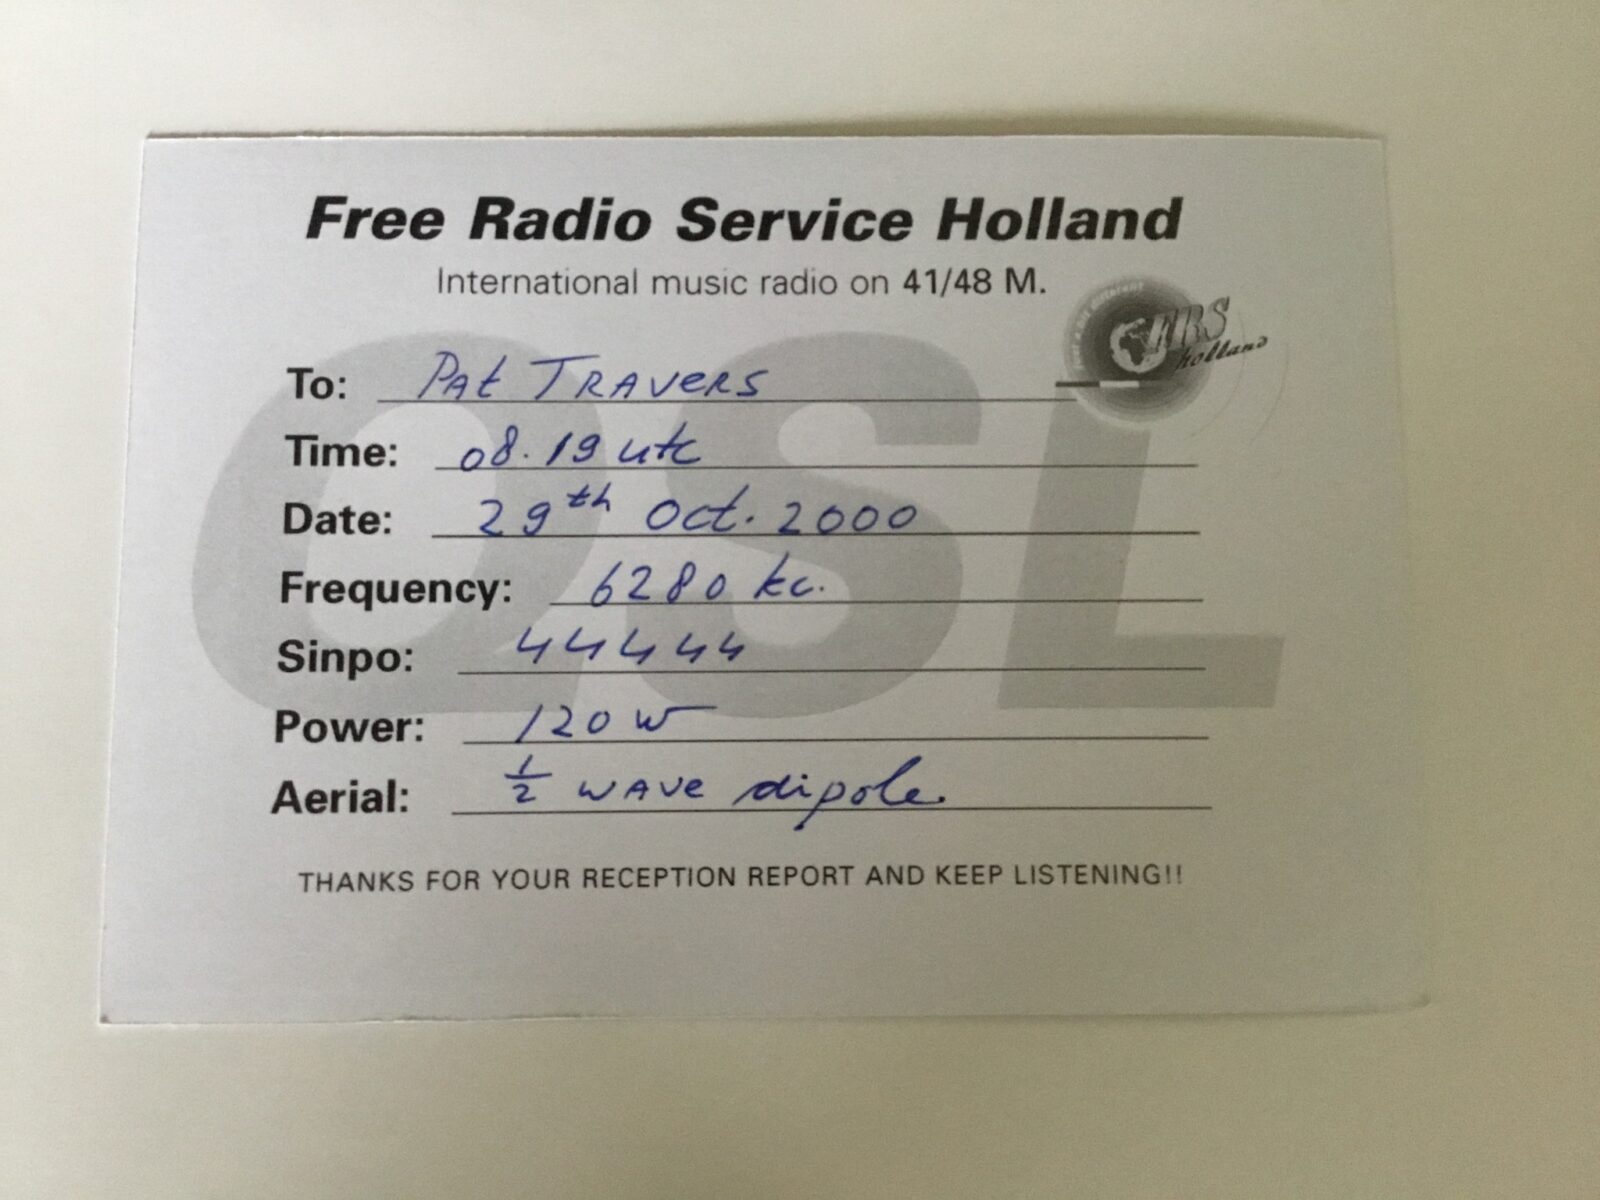 Free Radio Service Holland
International music radio on 41/48 M.
FRS
holland
QSL
To: Pat Travers
Time: 08.19 utc
Date: 29th Oct. 2000
Frequency: 6280 kc.
Sinpo: 44444
Power: 120 W
Aerial: ½ wave dipole.
THANKS FOR YOUR RECEPTION REPORT AND KEEP LISTENING!!